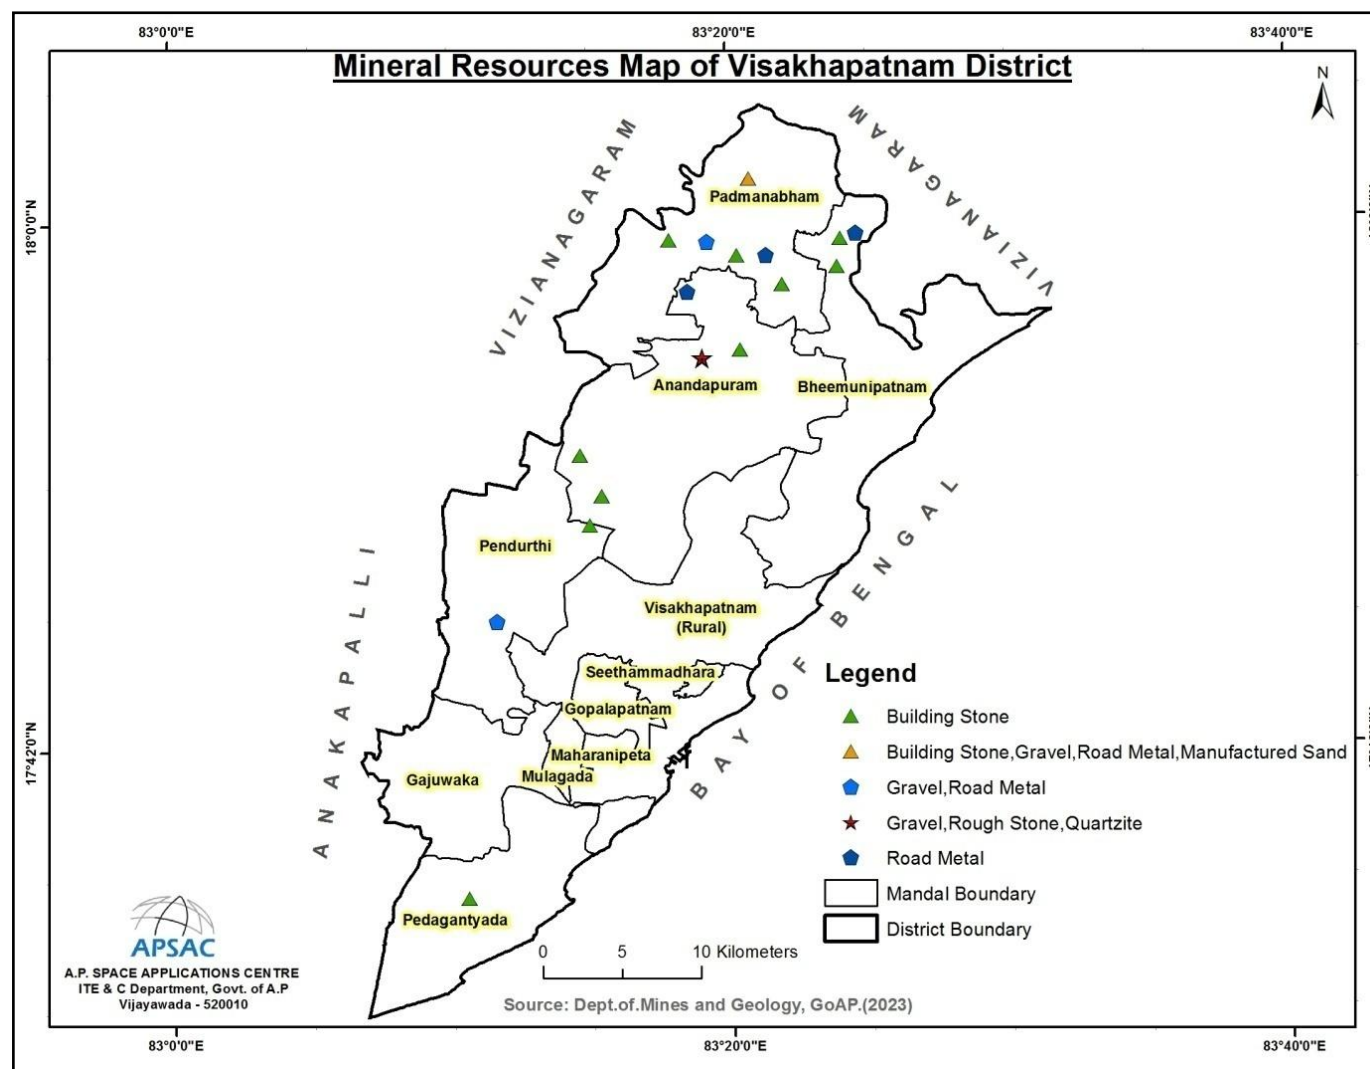 83°0'0"E 83°20'0"E 83°40'0"E
Mineral Resources Map of Visakhapatnam District
N
VIZIANAGARAM
VIZIANAGARAM
Padmanabham
18°0'0"N
Anandapuram
Bheemunipatnam
Pendurthi
ANAKAPALLI
BAY OF BENGAL
Visakhapatnam
(Rural)
Seethammadhara
Gopalapatnam
Maharanipeta
Mulagada
Gajuwaka
17°42'0"N
Pedagantyada
Legend
Building Stone
Building Stone,Gravel,Road Metal,Manufactured Sand
Gravel,Road Metal
Gravel,Rough Stone,Quartzite
Road Metal
Mandal Boundary
District Boundary
0 5 10 Kilometers
APSAC
A.P. SPACE APPLICATIONS CENTRE
ITE & C Department, Govt. of A.P
Vijayawada - 520010
Source: Dept.of.Mines and Geology, GoAP.(2023)
83°0'0"E 83°20'0"E 83°40'0"E